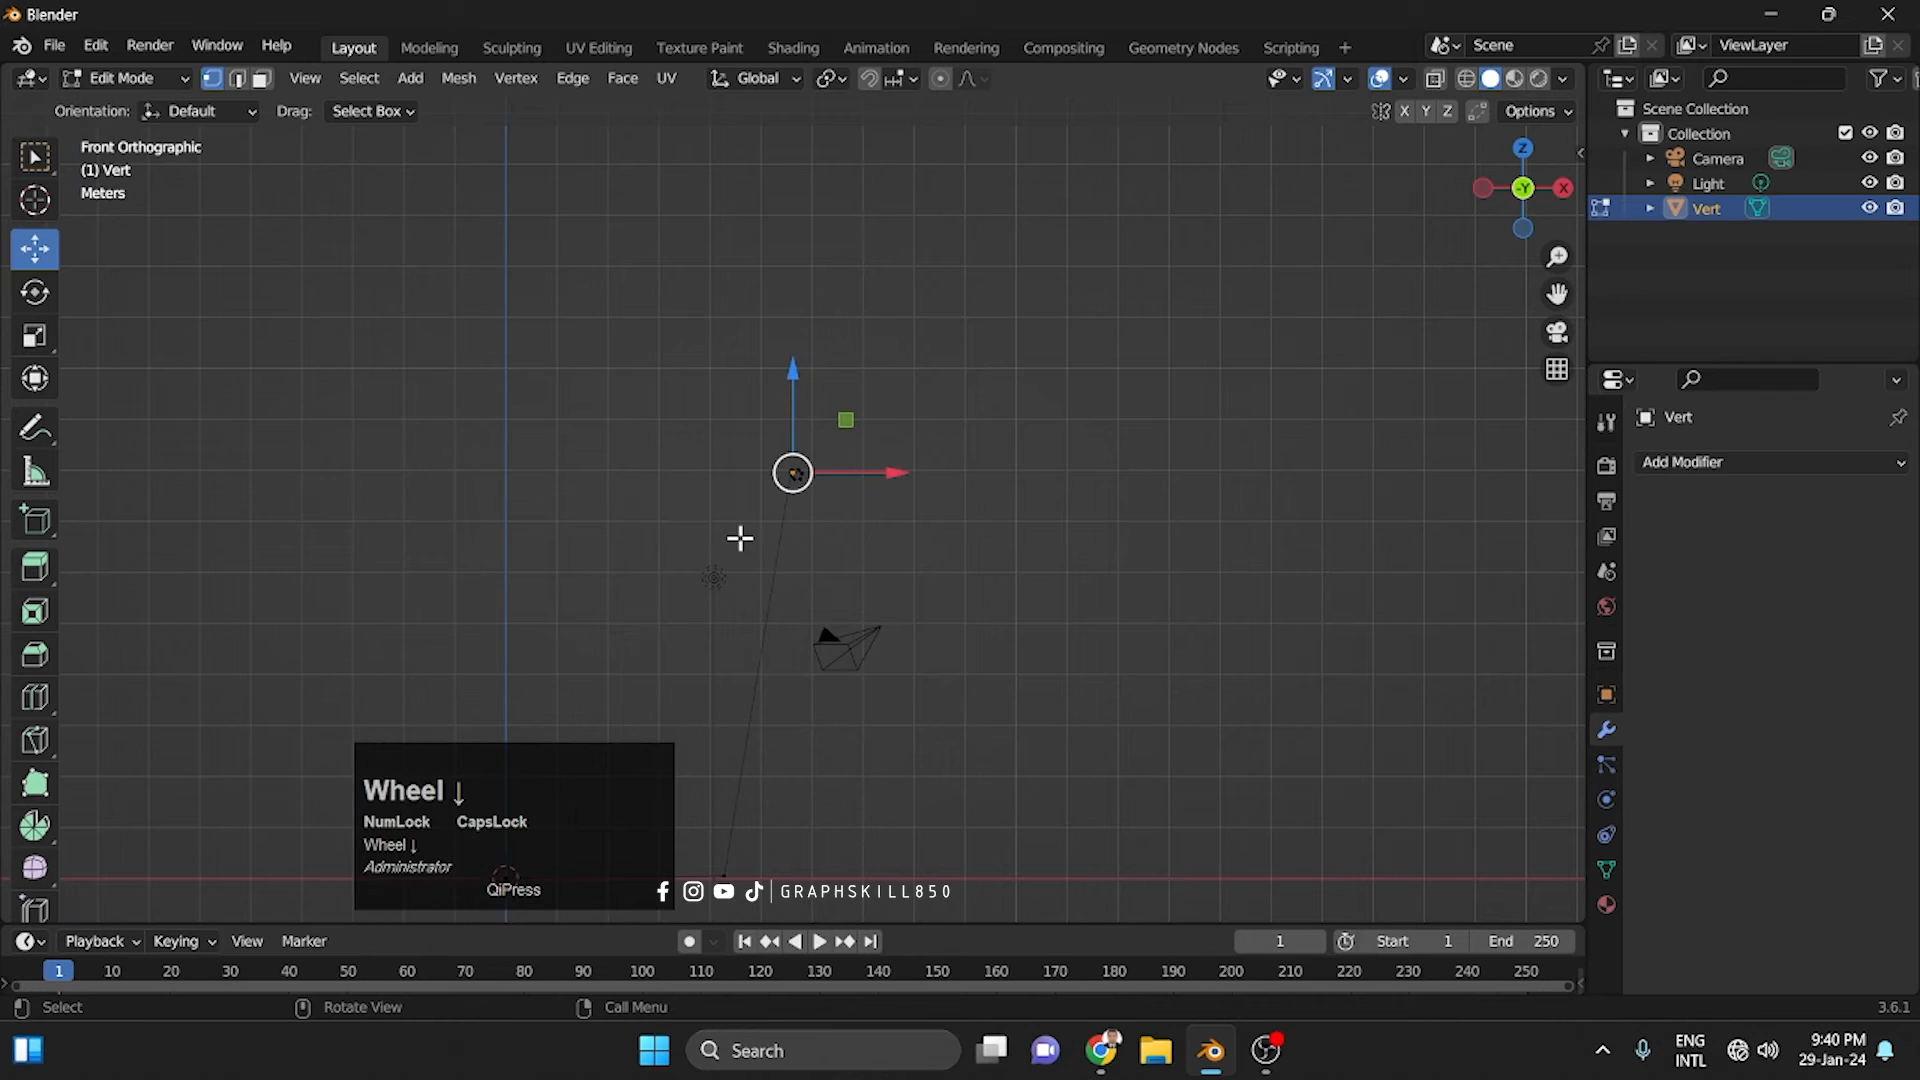 Blender
File Edit Render Window Help
Layout Modeling Sculpting UV Editing Texture Paint Shading Animation Rendering Compositing Geometry Nodes Scripting +
Scene
ViewLayer
Edit Mode View Select Add Mesh Vertex Edge Face UV Global
Orientation: Default Drag: Select Box X Y Z Options
Front Orthographic
(1) Vert
Meters
Z
-Y
X
Scene Collection
Collection
Camera
Light
Vert
Vert
Add Modifier
Wheel ↓
NumLock CapsLock
Wheel ↓
Administrator
QiPress
GRAPHSKILL850
Playback Keying View Marker 1 Start 1 End 250
1 10 20 30 40 50 60 70 80 90 100 110 120 130 140 150 160 170 180 190 200 210 220 230 240 250
Select Rotate View Call Menu 3.6.1
Search
ENG
INTL
9:40 PM
29-Jan-24